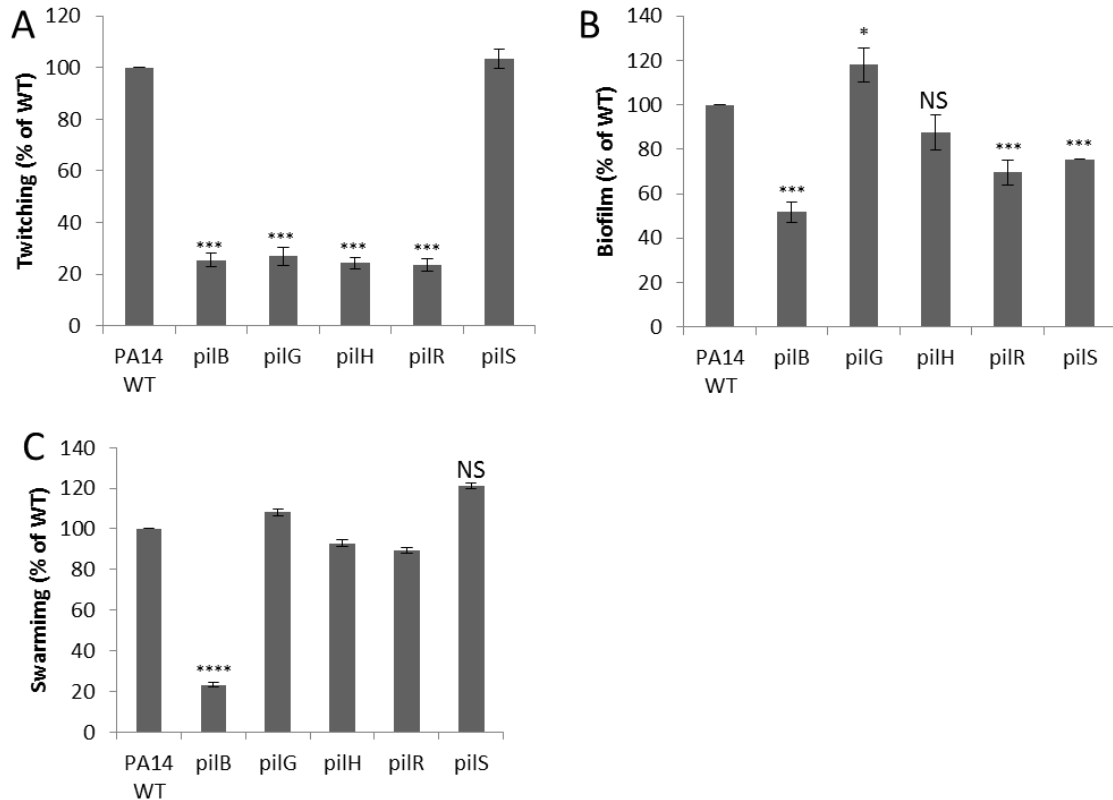 A
Twitching (% of WT)
120
100
80
60
40
20
0
***
***
***
***
PA14 WT
pilB
pilG
pilH
pilR
pilS
B
Biofilm (% of WT)
140
120
100
80
60
40
20
0
***
*
NS
***
***
PA14 WT
pilB
pilG
pilH
pilR
pilS
C
Swarmimg (% of WT)
140
120
100
80
60
40
20
0
****
NS
PA14 WT
pilB
pilG
pilH
pilR
pilS